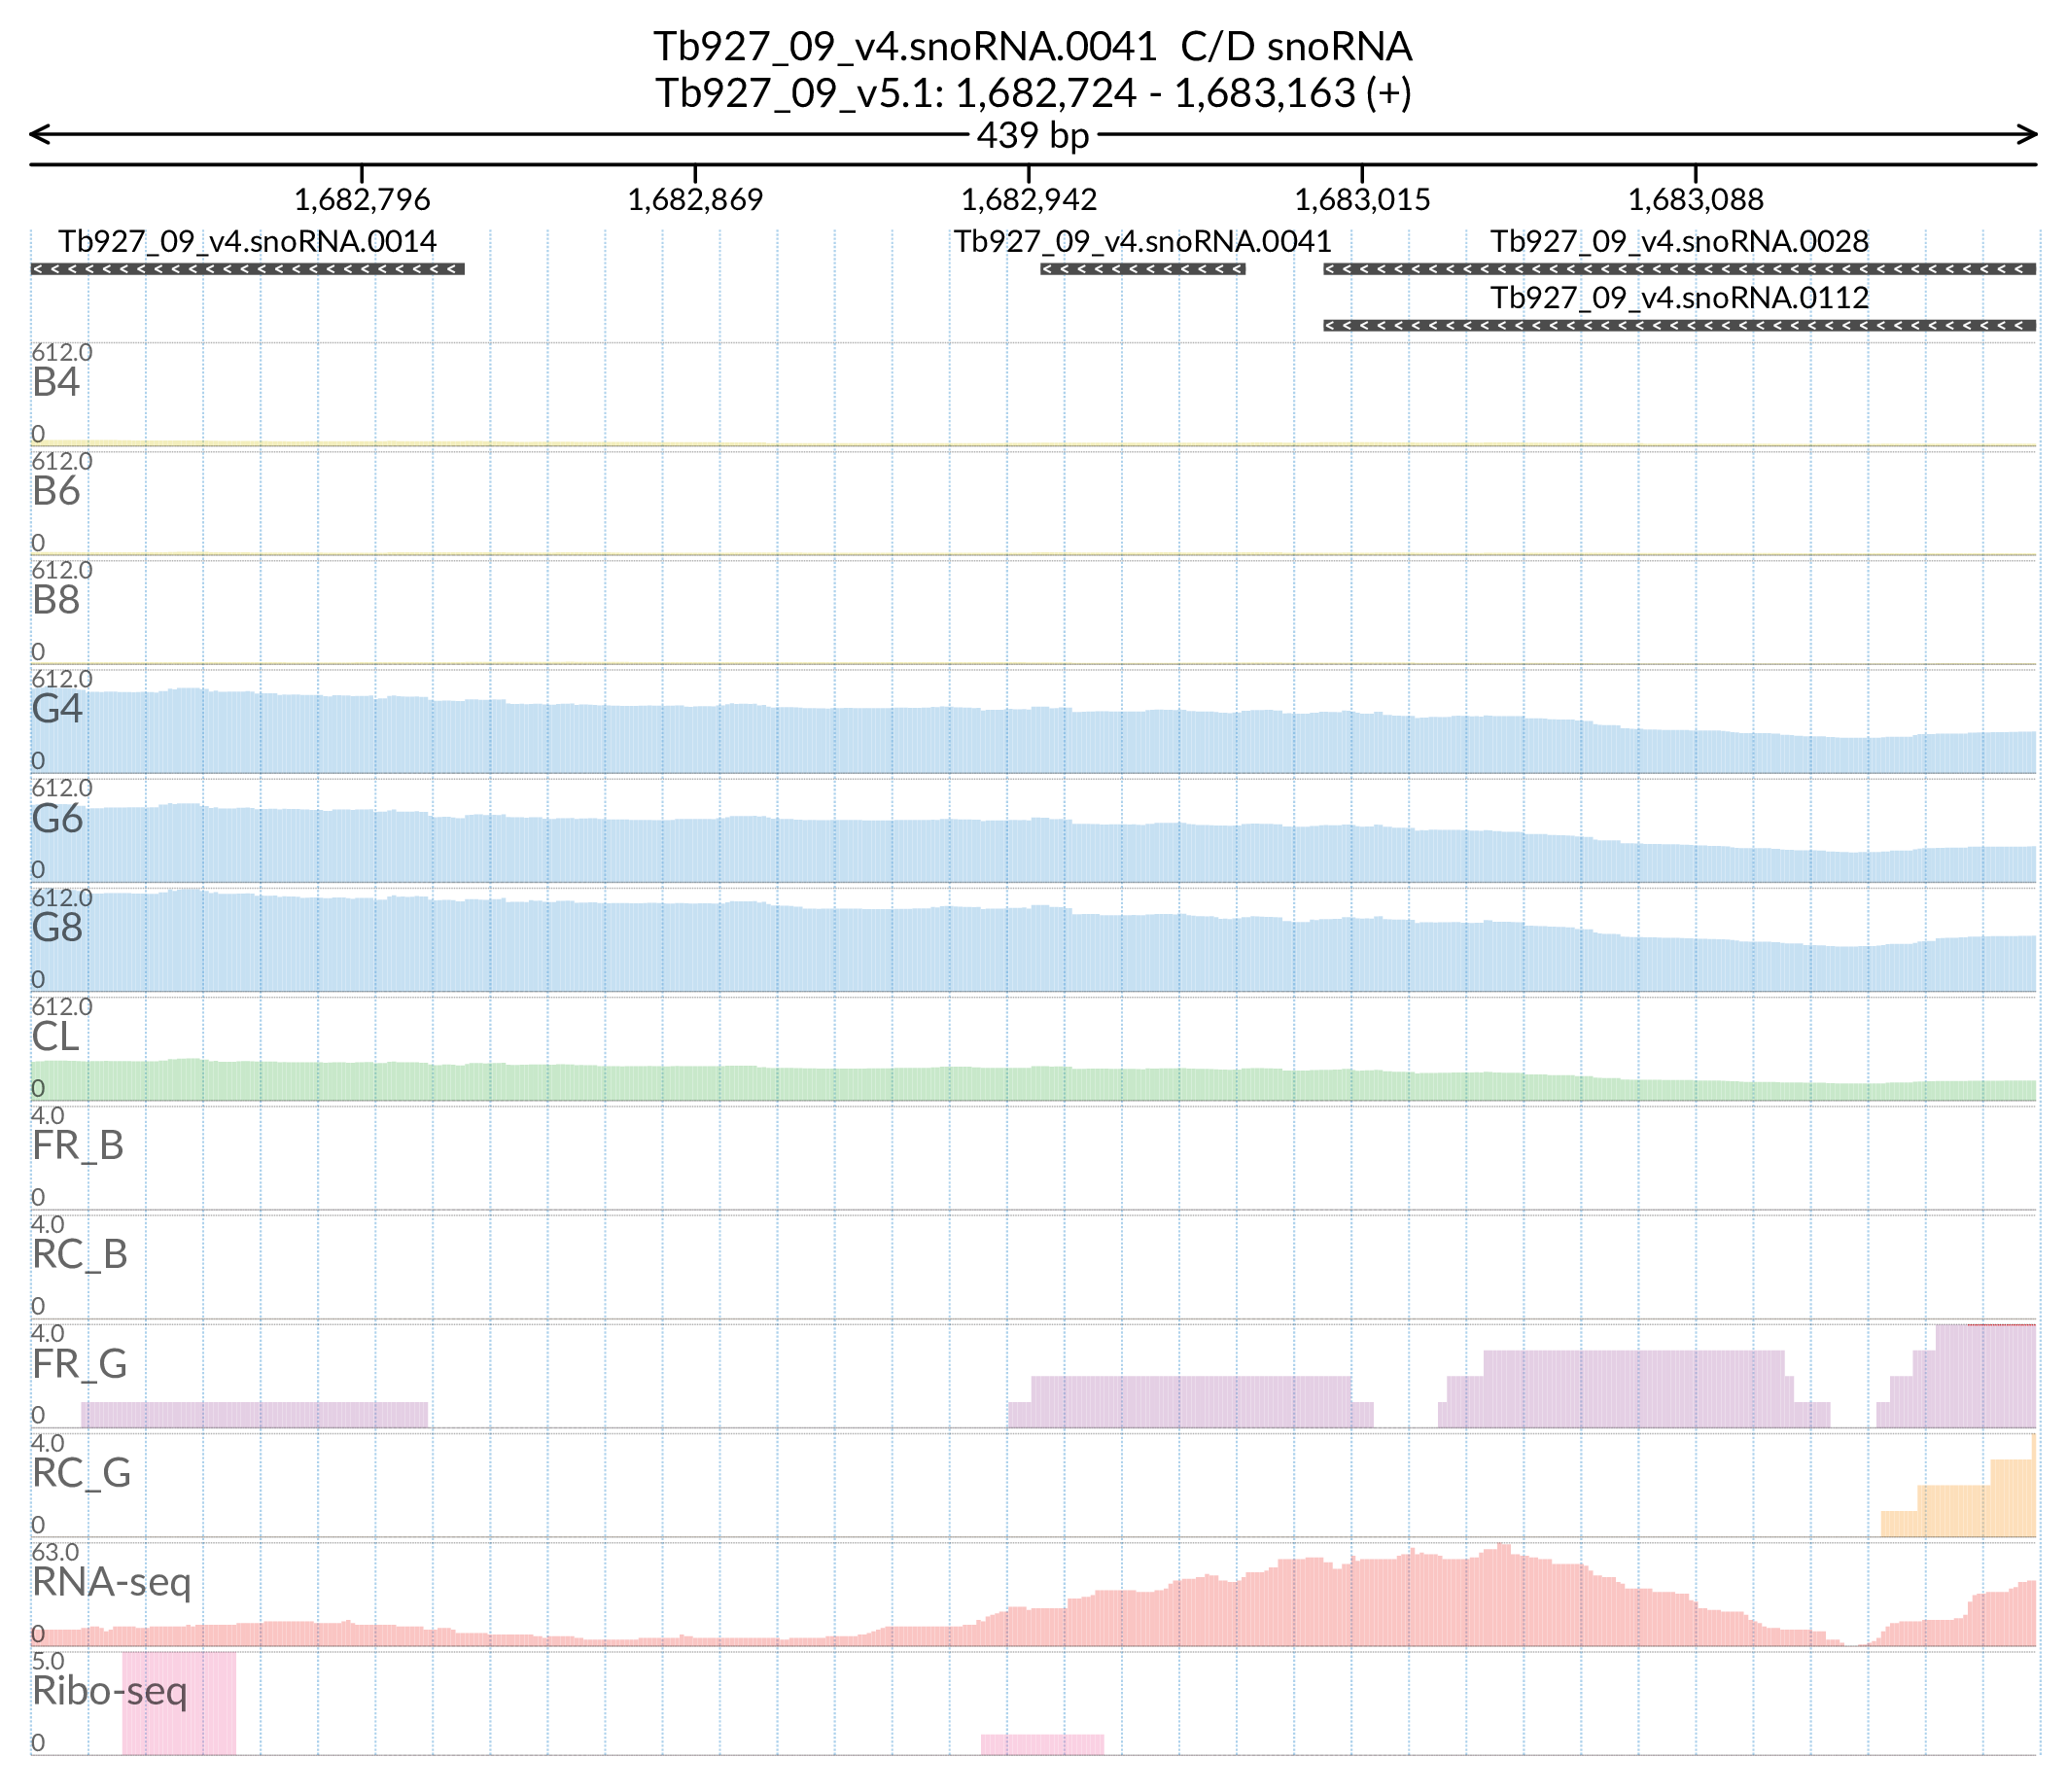 Tb927_09_v4.snoRNA.0041 C/D snoRNA
Tb927_09_v5.1: 1,682,724 - 1,683,163 (+)
439 bp
1,682,796 1,682,869 1,682,942 1,683,015 1,683,088
Tb927_09_v4.snoRNA.0014 Tb927_09_v4.snoRNA.0041 Tb927_09_v4.snoRNA.0028
Tb927_09_v4.snoRNA.0112
612.0
B4
0
612.0
B6
0
612.0
B8
0
612.0
G4
0
612.0
G6
0
612.0
G8
0
612.0
CL
0
4.0
FR_B
0
4.0
RC_B
0
4.0
FR_G
0
4.0
RC_G
0
63.0
RNA-seq
0
5.0
Ribo-seq
0